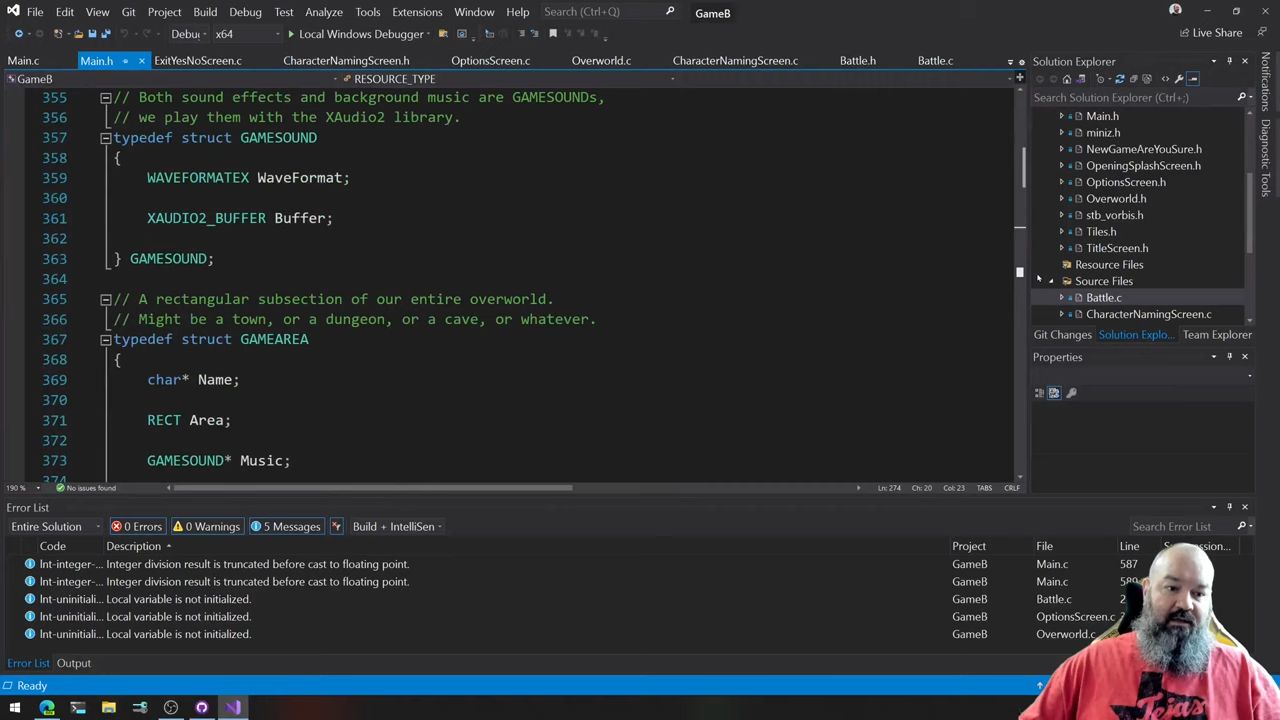 File Edit View Git Project Build Debug Test Analyze Tools Extensions Window Help Search (Ctrl+Q) GameB
Debug x64 Local Windows Debugger Live Share
Main.c Main.h ExitYesNoScreen.c CharacterNamingScreen.h OptionsScreen.c Overworld.c CharacterNamingScreen.c Battle.h Battle.c
GameB RESOURCE_TYPE
355 // Both sound effects and background music are GAMESOUNDs,
356 // we play them with the XAudio2 library.
357 typedef struct GAMESOUND
358 {
359 WAVEFORMATEX WaveFormat;
360
361 XAUDIO2_BUFFER Buffer;
362
363 } GAMESOUND;
364
365 // A rectangular subsection of our entire overworld.
366 // Might be a town, or a dungeon, or a cave, or whatever.
367 typedef struct GAMEAREA
368 {
369 char* Name;
370
371 RECT Area;
372
373 GAMESOUND* Music;
374
190 % No issues found Ln: 274 Ch: 20 Col: 23 TABS CRLF
Solution Explorer
Search Solution Explorer (Ctrl+;)
Main.h
miniz.h
NewGameAreYouSure.h
OpeningSplashScreen.h
OptionsScreen.h
Overworld.h
stb_vorbis.h
Tiles.h
TitleScreen.h
Resource Files
Source Files
Battle.c
CharacterNamingScreen.c
Git Changes Solution Explo... Team Explorer
Properties
Notifications
Diagnostic Tools
Error List
Entire Solution 0 Errors 0 Warnings 5 Messages Build + IntelliSen Search Error List
Code Description Project File Line
Int-integer-... Integer division result is truncated before cast to floating point. GameB Main.c 587
Int-integer-... Integer division result is truncated before cast to floating point. GameB Main.c
Int-uninitiali... Local variable is not initialized. GameB Battle.c
Int-uninitiali... Local variable is not initialized. GameB OptionsScreen.c
Int-uninitiali... Local variable is not initialized. GameB Overworld.c
Error List Output
Ready
Tejas